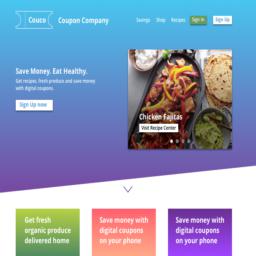 Couco
Coupon Company
Savings Shop Recipes Sign In Sign Up
Save Money. Eat Healthy.
Get recipes, fresh produce and save money
with digital coupons.
Sign Up now
Chicken Fajitas
Visit Recipe Center
Get fresh
organic produce
delivered home
Save money with
digital coupons
on your phone
Save money with
digital coupons
on your phone